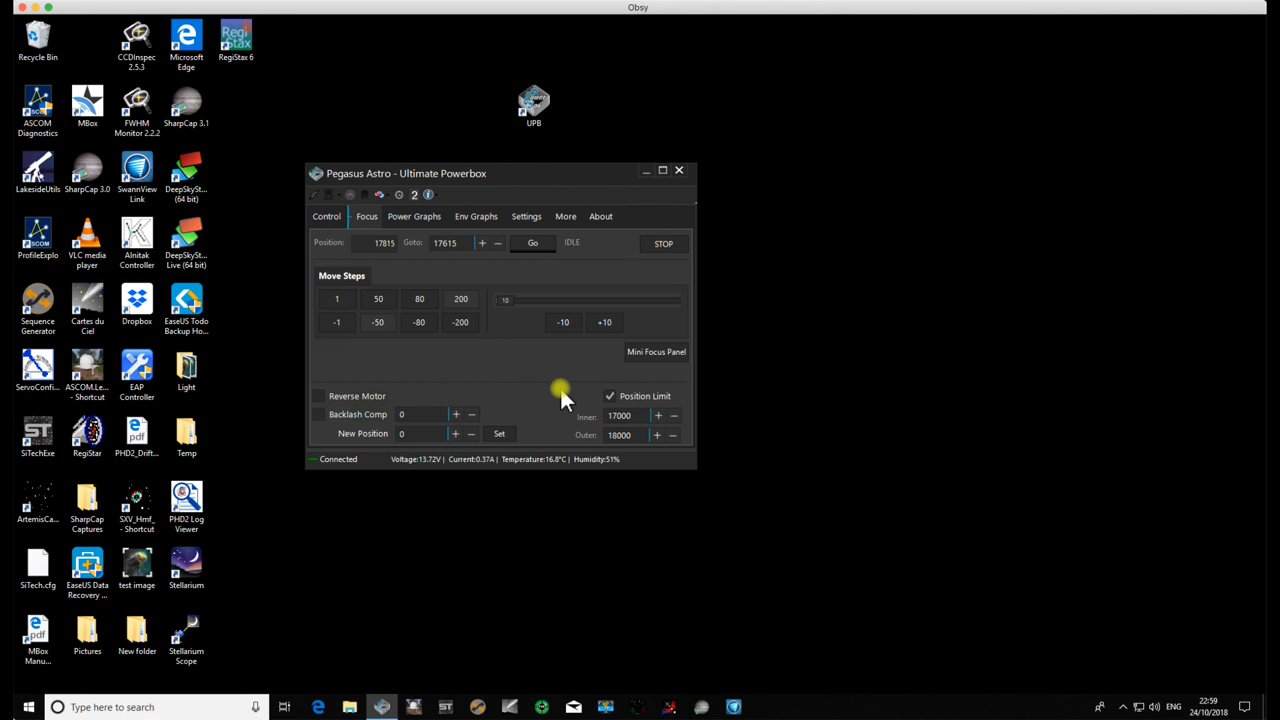 Obsy
Recycle Bin
CCDInspec 2.5.3
Microsoft Edge
RegiStax 6
ASCOM Diagnostics
MBox
FWHM Monitor 2.2.2
SharpCap 3.1
UPB
LakesideUtils
SharpCap 3.0
SwannView Link
DeepSkySt... (64 bit)
ProfileExplo
VLC media player
Alnitak Controller
DeepSkySt... Live (64 bit)
Sequence Generator
Cartes du Ciel
Dropbox
EaseUS Todo Backup Ho...
ServoConfi...
ASCOM.Le... - Shortcut
EAP Controller
Light
SiTechExe
RegiStar
PHD2_Drift...
Temp
ArtemisCa...
SharpCap Captures
SXV_Hmf_ - Shortcut
PHD2 Log Viewer
SiTech.cfg
EaseUS Data Recovery ...
test image
Stellarium
MBox Manu...
Pictures
New folder
Stellarium Scope
Pegasus Astro - Ultimate Powerbox
2
Control Focus Power Graphs Env Graphs Settings More About
Position: 17815 Goto: 17615 + − Go IDLE STOP
Move Steps
1 50 80 200 10
-1 -50 -80 -200 -10 +10
Mini Focus Panel
Reverse Motor Position Limit
Backlash Comp 0 + − Inner: 17000 + −
New Position 0 + − Set Outer: 18000 + −
Connected Voltage:13.72V | Current:0.37A | Temperature:16.8°C | Humidity:51%
Type here to search
ENG
22:59
24/10/2018